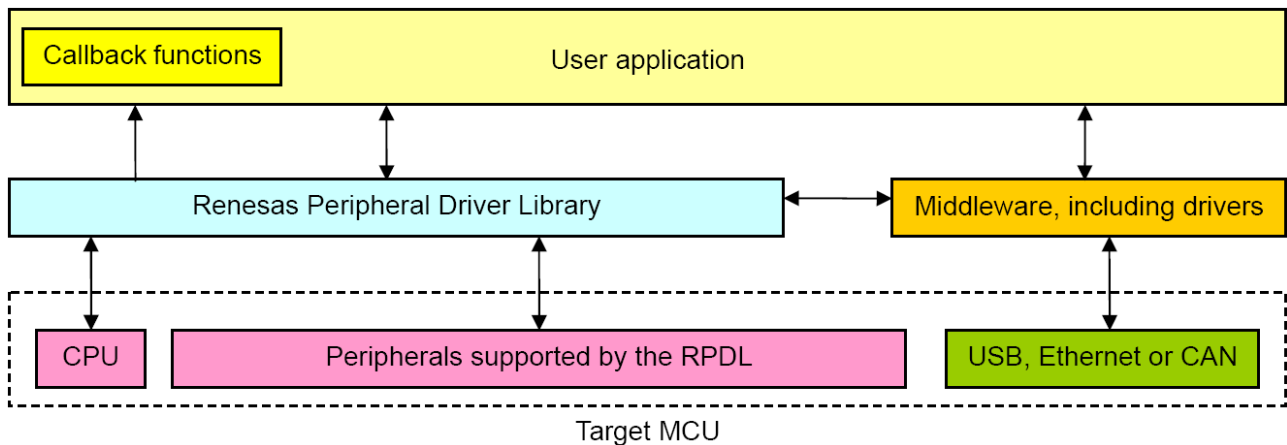 Callback functions
User application
Renesas Peripheral Driver Library
Middleware, including drivers
CPU
Peripherals supported by the RPDL
USB, Ethernet or CAN
Target MCU